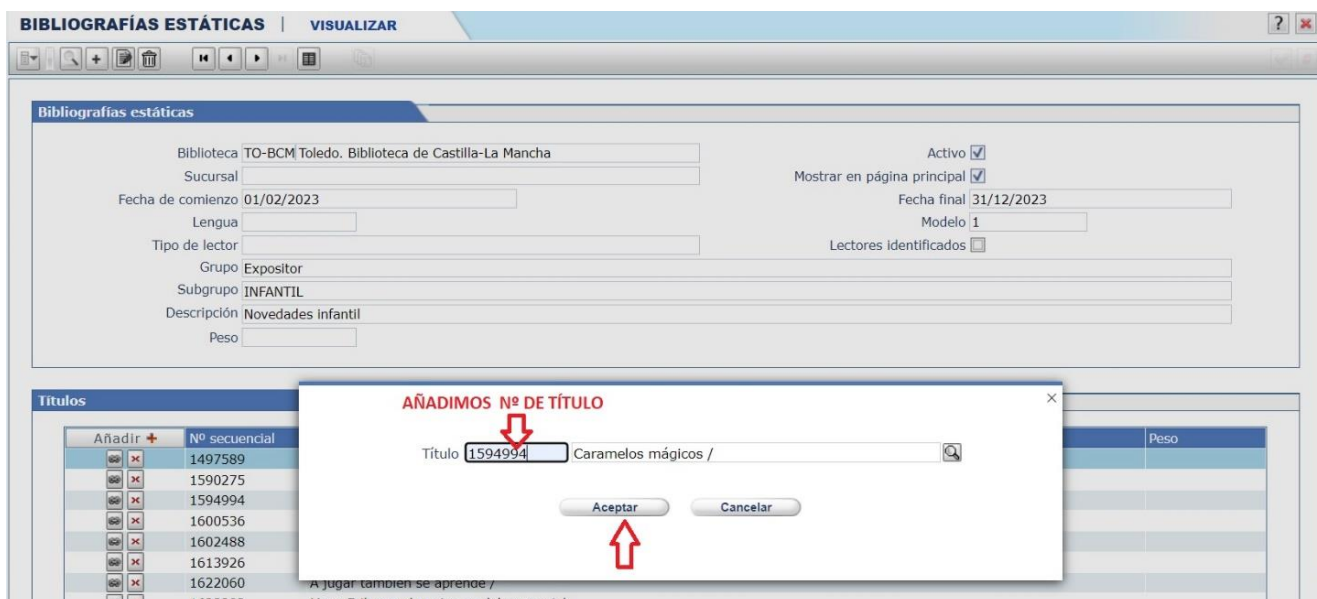 BIBLIOGRAFÍAS ESTÁTICAS | VISUALIZAR
?
Bibliografías estáticas
Biblioteca TO-BCM Toledo. Biblioteca de Castilla-La Mancha Activo
Sucursal Mostrar en página principal
Fecha de comienzo 01/02/2023 Fecha final 31/12/2023
Lengua Modelo 1
Tipo de lector Lectores identificados
Grupo Expositor
Subgrupo INFANTIL
Descripción Novedades infantil
Peso
Títulos
AÑADIMOS Nº DE TÍTULO
Título 1594994 Caramelos mágicos /
Aceptar Cancelar
Añadir Nº secuencial Peso
1497589
1590275
1594994
1600536
1602488
1613926
1622060 A jugar también se aprende /